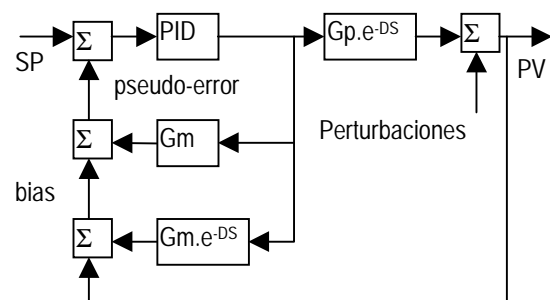 Σ
PID
Gp.e-DS
Σ
SP
PV
pseudo-error
Perturbaciones
Σ
Gm
bias
Σ
Gm.e-DS